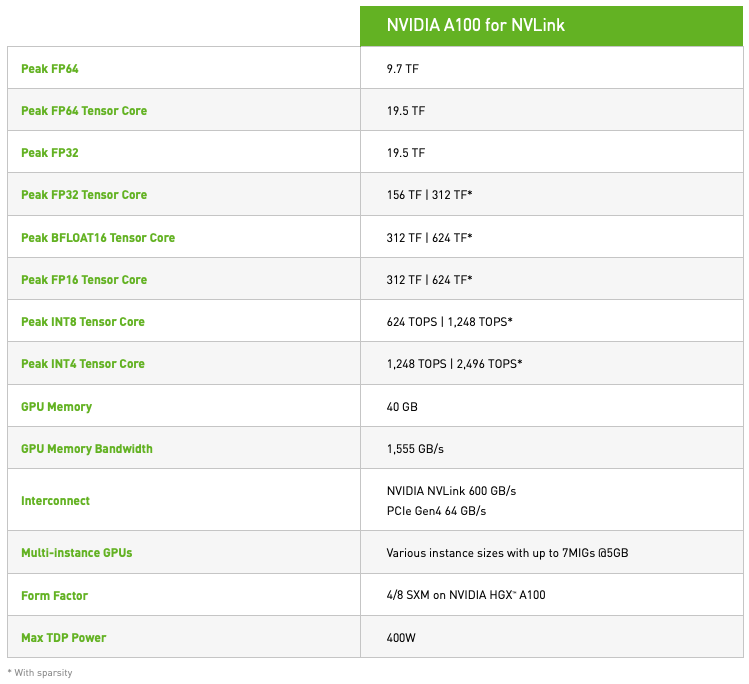 NVIDIA A100 for NVLink
Peak FP64 9.7 TF
Peak FP64 Tensor Core 19.5 TF
Peak FP32 19.5 TF
Peak FP32 Tensor Core 156 TF | 312 TF*
Peak BFLOAT16 Tensor Core 312 TF | 624 TF*
Peak FP16 Tensor Core 312 TF | 624 TF*
Peak INT8 Tensor Core 624 TOPS | 1,248 TOPS*
Peak INT4 Tensor Core 1,248 TOPS | 2,496 TOPS*
GPU Memory 40 GB
GPU Memory Bandwidth 1,555 GB/s
Interconnect
NVIDIA NVLink 600 GB/s
PCIe Gen4 64 GB/s
Multi-instance GPUs Various instance sizes with up to 7MIGs @5GB
Form Factor 4/8 SXM on NVIDIA HGX™ A100
Max TDP Power 400W
* With sparsity